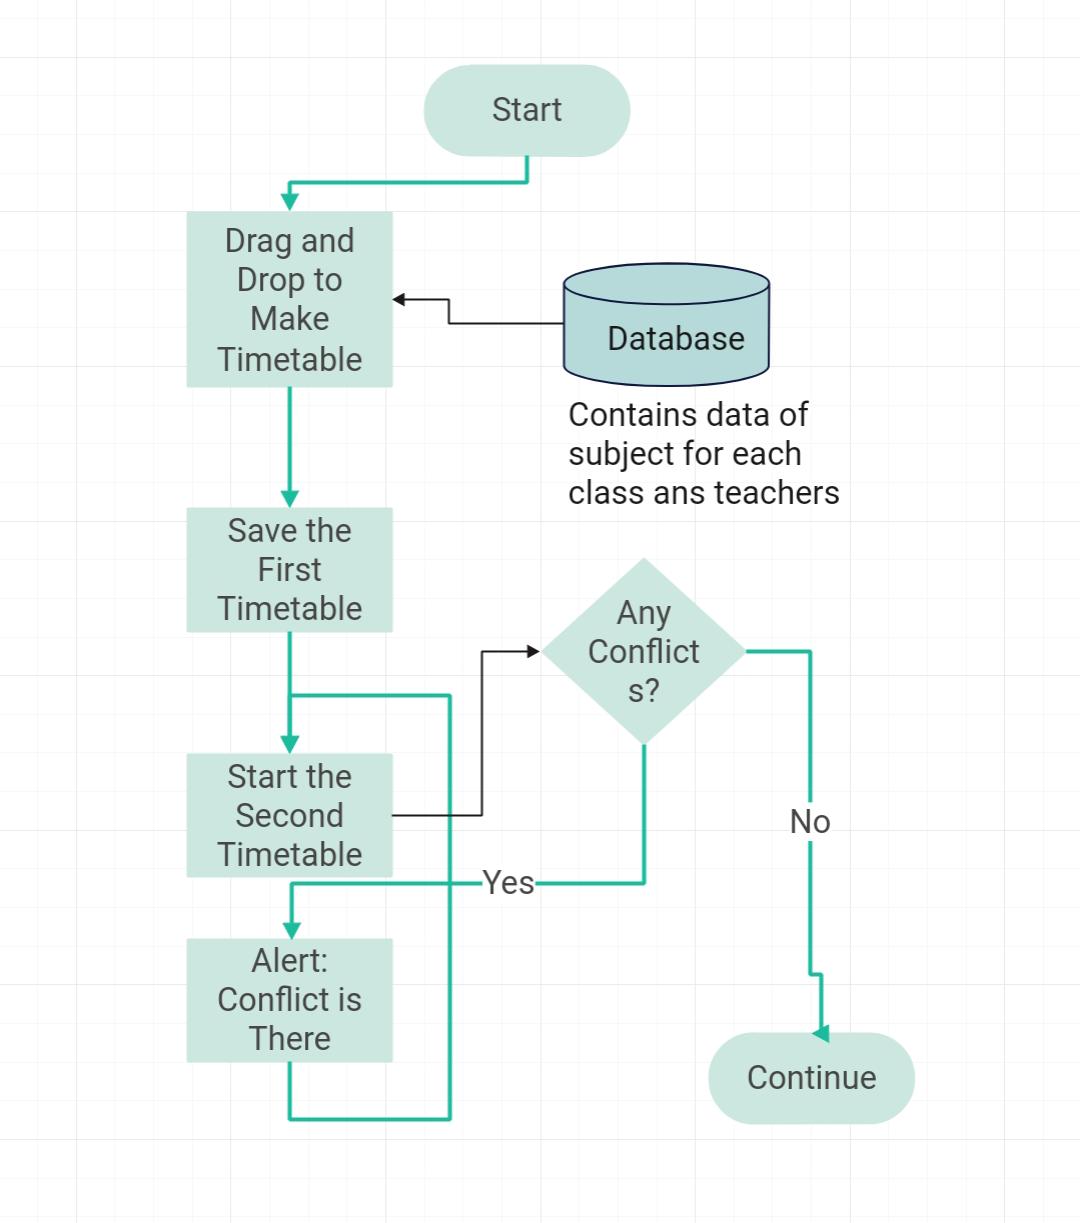 Start
Drag and
Drop to
Make
Timetable
Database
Contains data of
subject for each
class ans teachers
Save the
First
Timetable
Any
Conflict
s?
Start the
Second
Timetable
No
Yes
Alert:
Conflict is
There
Continue